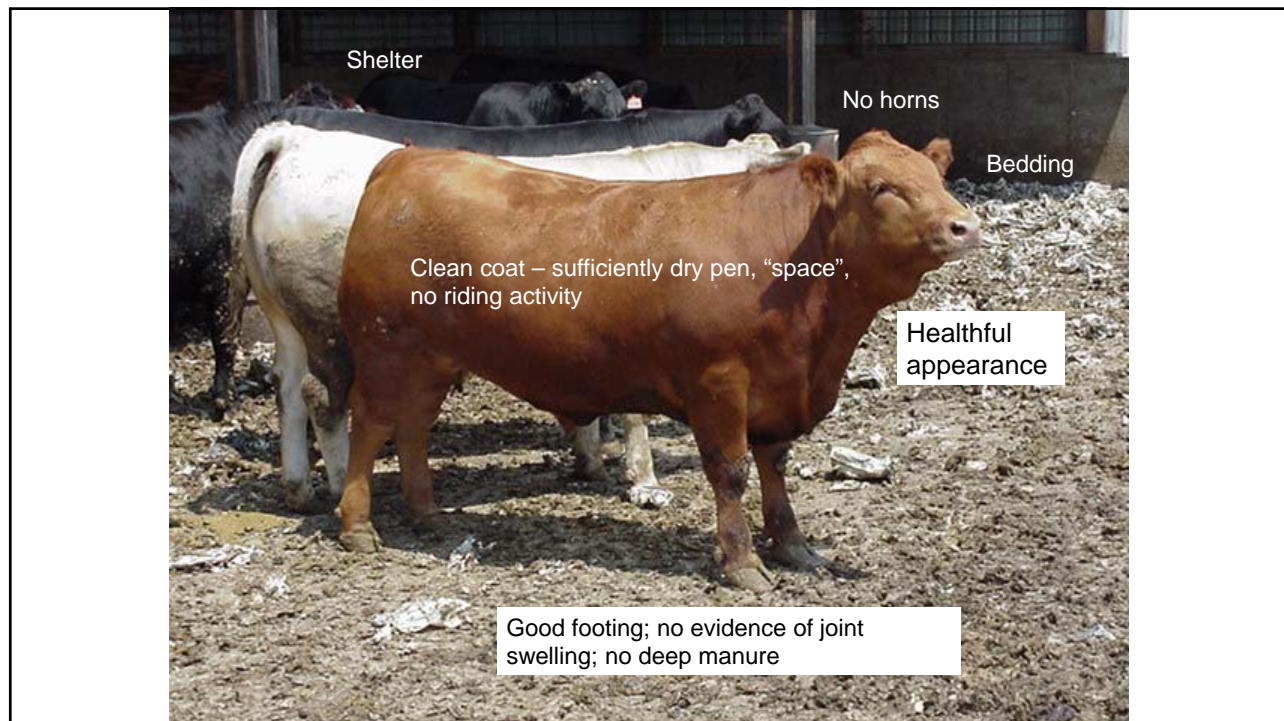 Shelter
No horns
Bedding
Clean coat – sufficiently dry pen, “space”,
no riding activity
Healthful
appearance
Good footing; no evidence of joint
swelling; no deep manure